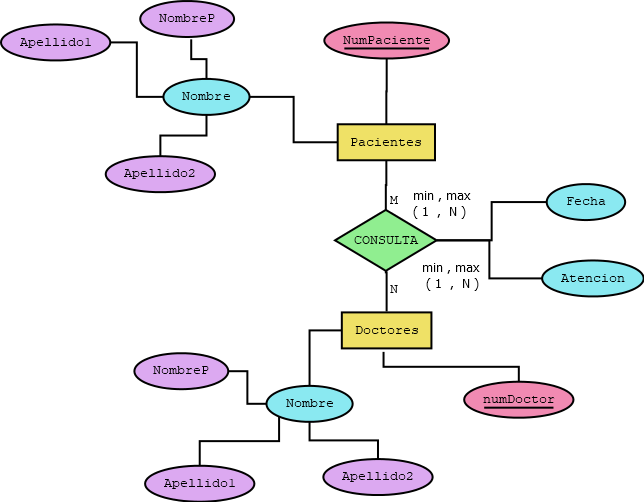 NombreP
Apellido1
NumPaciente
Nombre
Pacientes
Apellido2
M
min , max
( 1 , N )
Fecha
CONSULTA
min , max
( 1 , N )
Atencion
N
Doctores
NombreP
Nombre
numDoctor
Apellido1
Apellido2